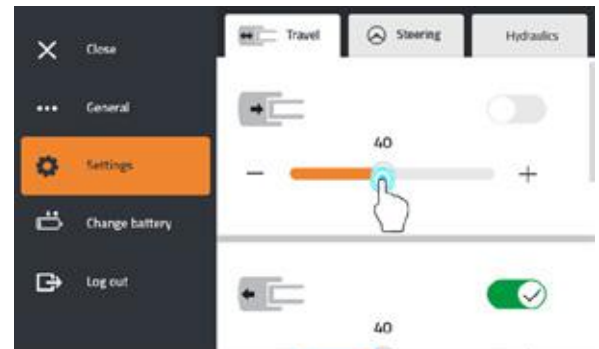 Close
General
Settings
Change battery
Log out
Travel
Steering
Hydraulics
40
40